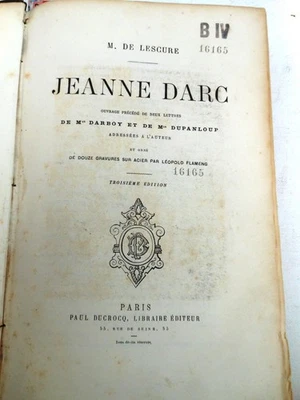 B IV
16165
M. DE LESCURE
JEANNE DARC
OUVRAGE PRÉCÉDÉ DE DEUX LETTRES
DE Mgr DARBOY ET DE Mgr DUPANLOUP
ADRESSÉES A L'AUTEUR
ET ORNÉ
DE DOUZE GRAVURES SUR ACIER PAR LÉOPOLD FLAMENG
16165
TROISIÈME ÉDITION
PARIS
PAUL DUCROCQ, LIBRAIRE ÉDITEUR
55, RUE DE SEINE, 55